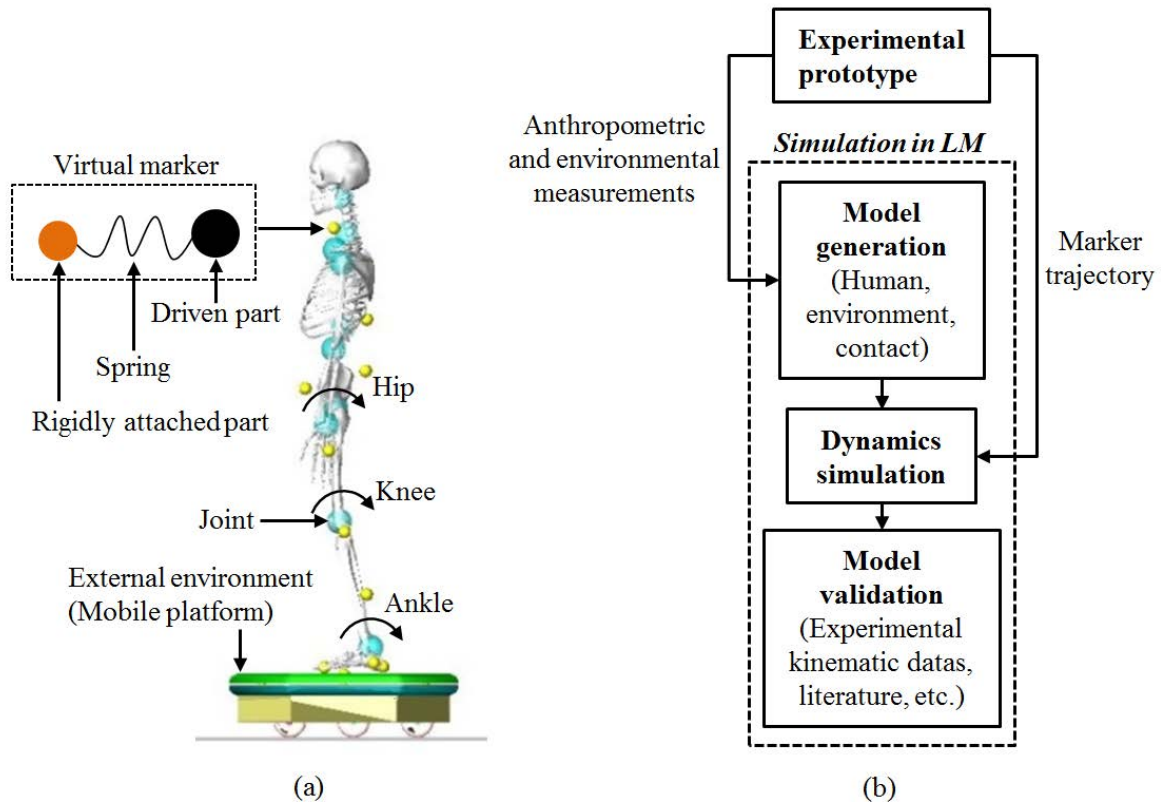 Virtual marker
Driven part
Spring
Rigidly attached part
Hip
Knee
Joint
External environment
(Mobile platform)
Ankle
(a)
Experimental
prototype
Anthropometric
and environmental
measurements
Simulation in LM
Model
generation
(Human,
environment,
contact)
Marker
trajectory
Dynamics
simulation
Model
validation
(Experimental
kinematic datas,
literature, etc.)
(b)